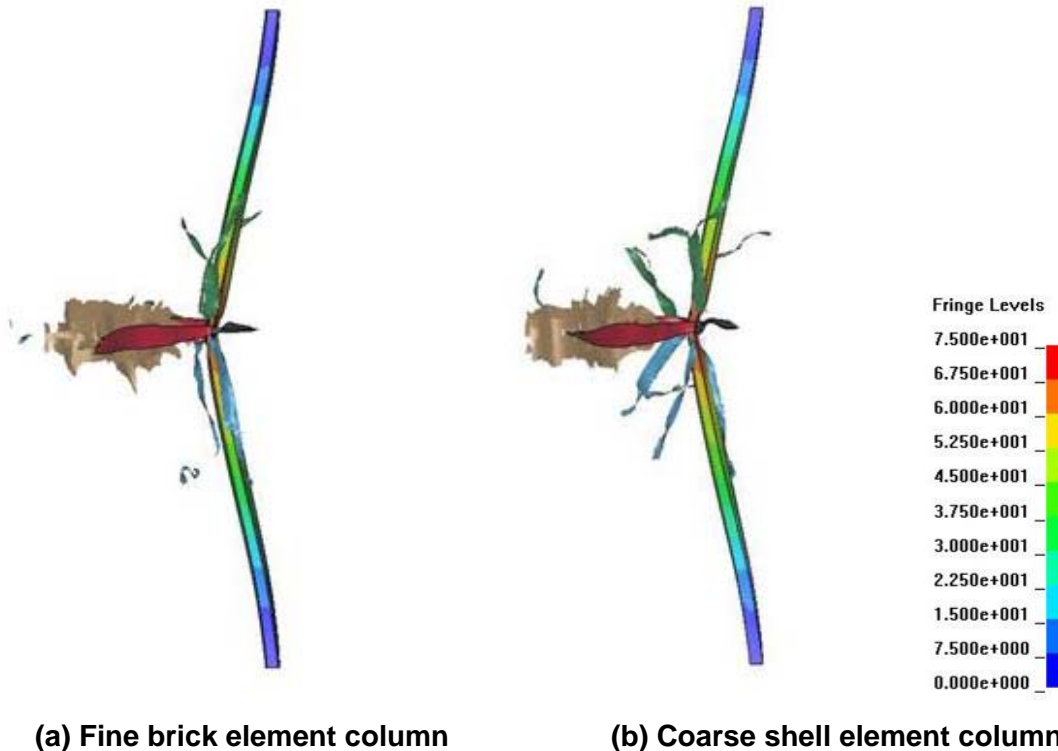 Fringe Levels
7.500e+001
6.750e+001
6.000e+001
5.250e+001
4.500e+001
3.750e+001
3.000e+001
2.250e+001
1.500e+001
7.500e+000
0.000e+000
(a) Fine brick element column
(b) Coarse shell element column